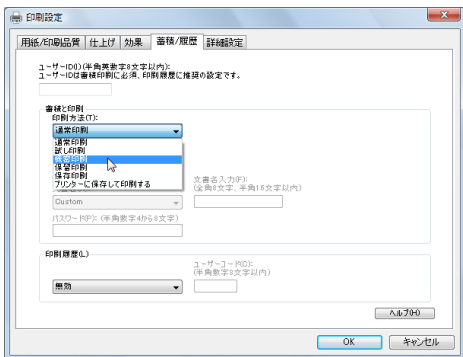 印刷設定
用紙/印刷品質 仕上げ 効果 蓄積/履歴 詳細設定
ユーザーID(I)(半角英数字8文字以内):
ユーザーIDは蓄積印刷に必須、印刷履歴に推奨の設定です。
蓄積と印刷
印刷方法(T):
通常印刷
通常印刷
試し印刷
機密印刷
保留印刷
保存印刷
プリンターに保存して印刷する
文書名入力(F):
(全角8文字、半角16文字以内)
Custom
パスワード(P): (半角数字4から8文字)
印刷履歴(L)
ユーザーコード(D):
(半角数字8文字以内)
無効
ヘルプ(H)
OK キャンセル